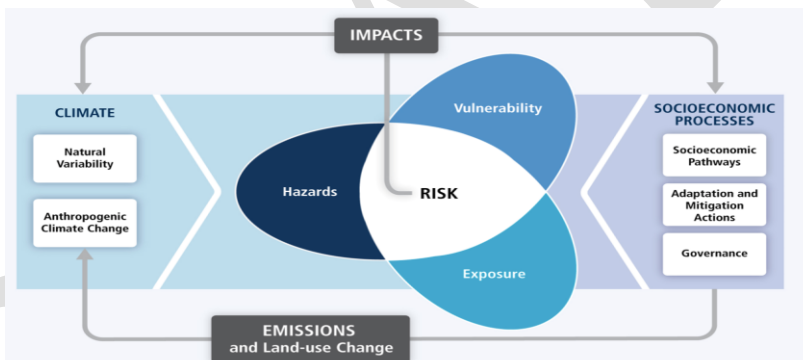 IMPACTS
CLIMATE
Natural
Variability
Anthropogenic
Climate Change
Vulnerability
Hazards
RISK
Exposure
SOCIOECONOMIC
PROCESSES
Socioeconomic
Pathways
Adaptation and
Mitigation
Actions
Governance
EMISSIONS
and Land-use Change